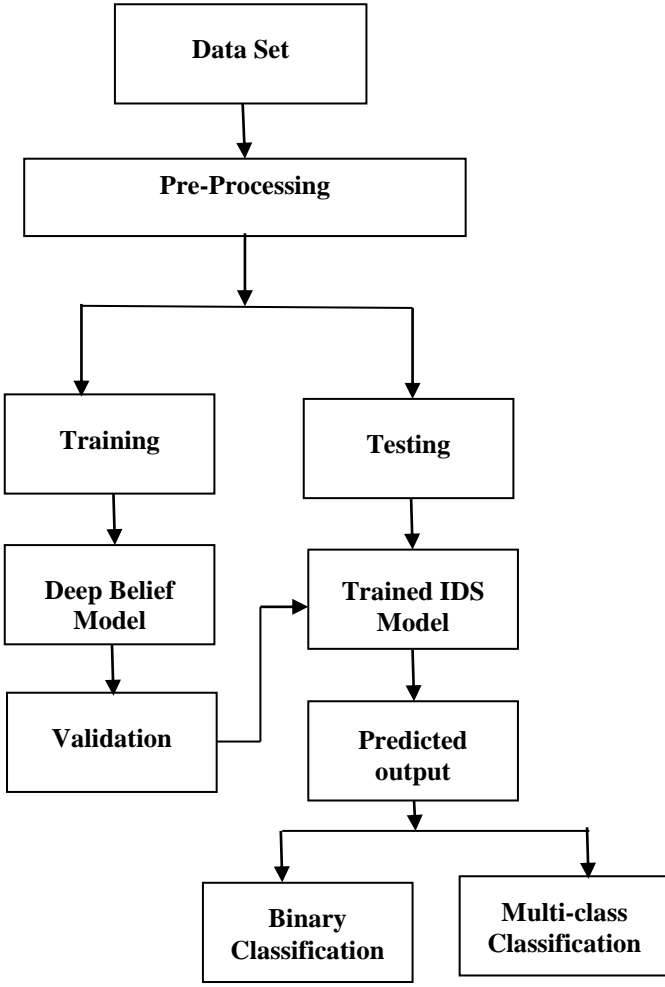 Data Set
Pre-Processing
Training
Testing
Deep Belief
Model
Trained IDS
Model
Validation
Predicted
output
Binary
Classification
Multi-class
Classification